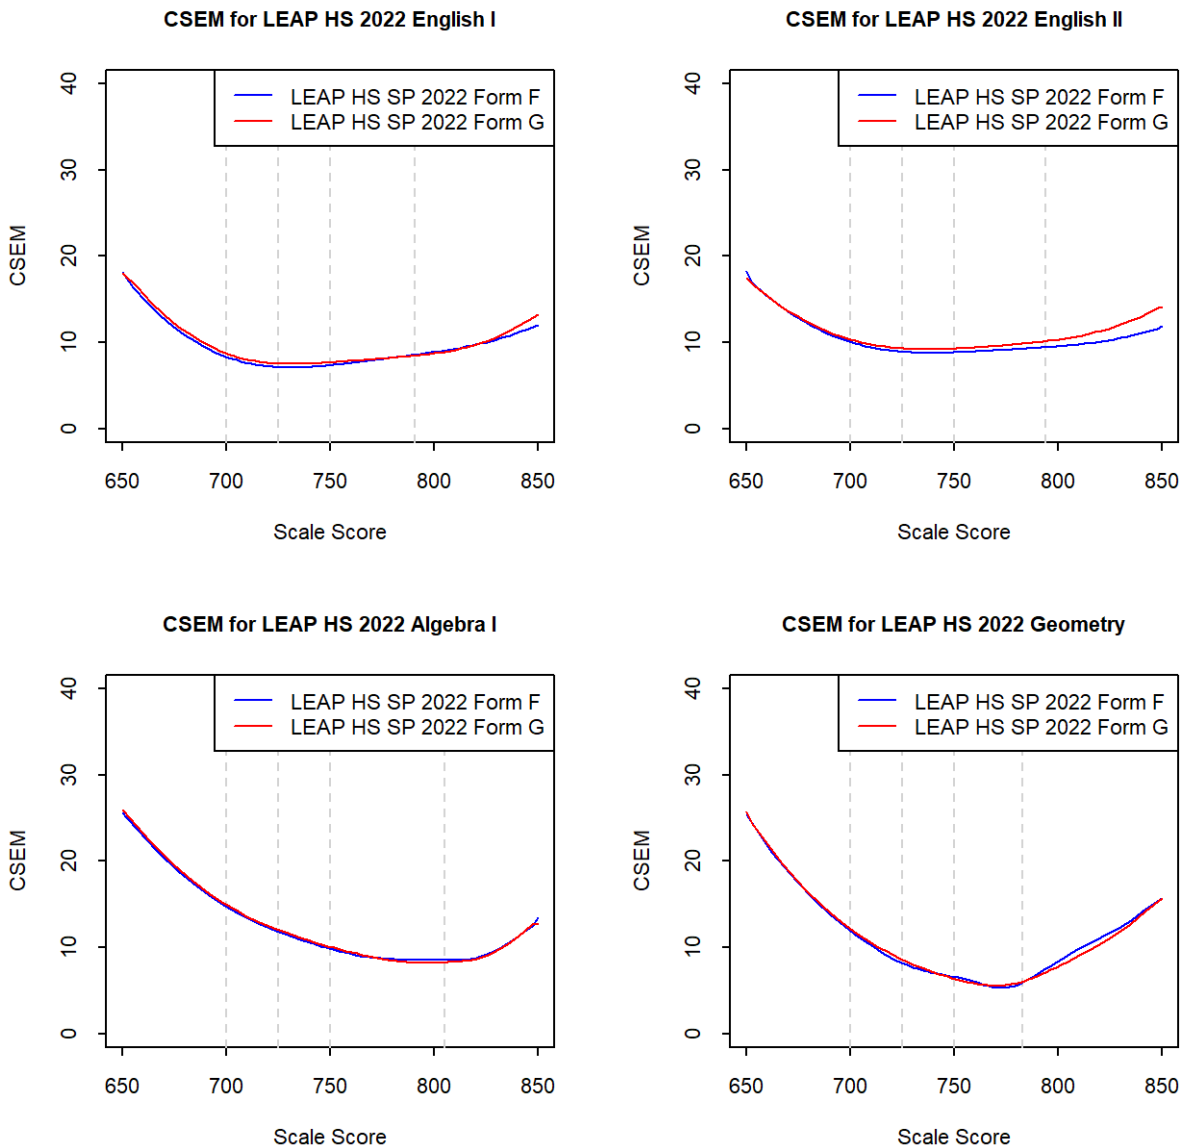 CSEM for LEAP HS 2022 English I
LEAP HS SP 2022 Form F
LEAP HS SP 2022 Form G
CSEM
40
30
20
10
0
650 700 750 800 850
Scale Score
CSEM for LEAP HS 2022 English II
LEAP HS SP 2022 Form F
LEAP HS SP 2022 Form G
CSEM
40
30
20
10
0
650 700 750 800 850
Scale Score
CSEM for LEAP HS 2022 Algebra I
LEAP HS SP 2022 Form F
LEAP HS SP 2022 Form G
CSEM
40
30
20
10
0
650 700 750 800 850
Scale Score
CSEM for LEAP HS 2022 Geometry
LEAP HS SP 2022 Form F
LEAP HS SP 2022 Form G
CSEM
40
30
20
10
0
650 700 750 800 850
Scale Score